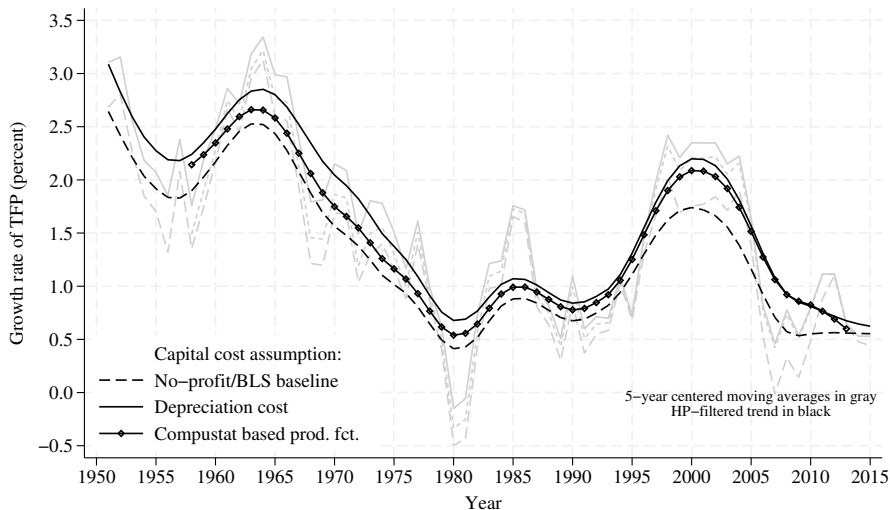 3.5
3.0
2.5
2.0
1.5
1.0
0.5
0.0
−0.5
Growth rate of TFP (percent)
Capital cost assumption:
No−profit/BLS baseline
Depreciation cost
Compustat based prod. fct.
5−year centered moving averages in gray
HP−filtered trend in black
1950 1955 1960 1965 1970 1975 1980 1985 1990 1995 2000 2005 2010 2015
Year